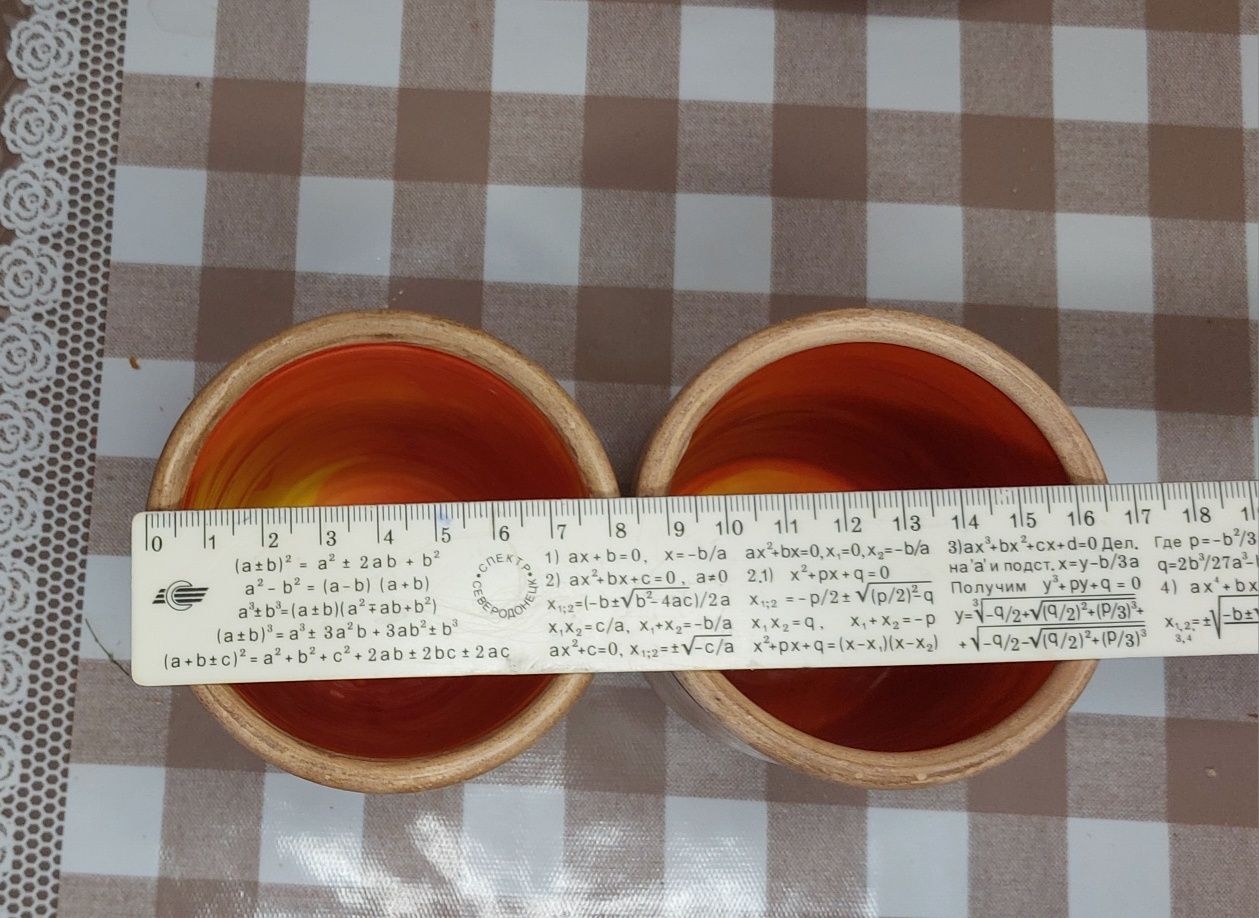 0 1 2 3 4 5 6 7 8 9 10 11 12 13 14 15 16 17 18
(a±b)² = a² ± 2ab + b²
a² − b² = (a−b) (a+b)
a³±b³=(a±b)(a²∓ab+b²)
(a±b)³=a³± 3a²b + 3ab²±b³
(a+b±c)²=a²+b²+c²+2ab±2bc±2ac
СПЕКТР
СЕВЕРОДОНЕЦК
1) ax+b=0, x=−b/a
2) ax²+bx+c=0, a≠0
x₁;₂=(−b±√b²−4ac)/2a
x₁x₂=c/a, x₁+x₂=−b/a
ax²+c=0, x₁;₂=±√−c/a
ax²+bx=0, x₁=0, x₂=−b/a
2.1) x²+px+q=0
x₁;₂ =−p/2±√(p/2)²−q
x₁x₂=q, x₁+x₂=−p
x²+px+q=(x−x₁)(x−x₂)
3)ax³+bx²+cx+d=0 Дел.
на'а' и подст. x=y−b/3a
Получим y³+py+q=0
y=³√−q/2+√(q/2)²+(p/3)³+
+√−q/2−√(q/2)²+(p/3)³
Где p=−b²/3
q=2b³/27a³−
4) ax⁴+bx
x₁,₂=±√−b±
3,4